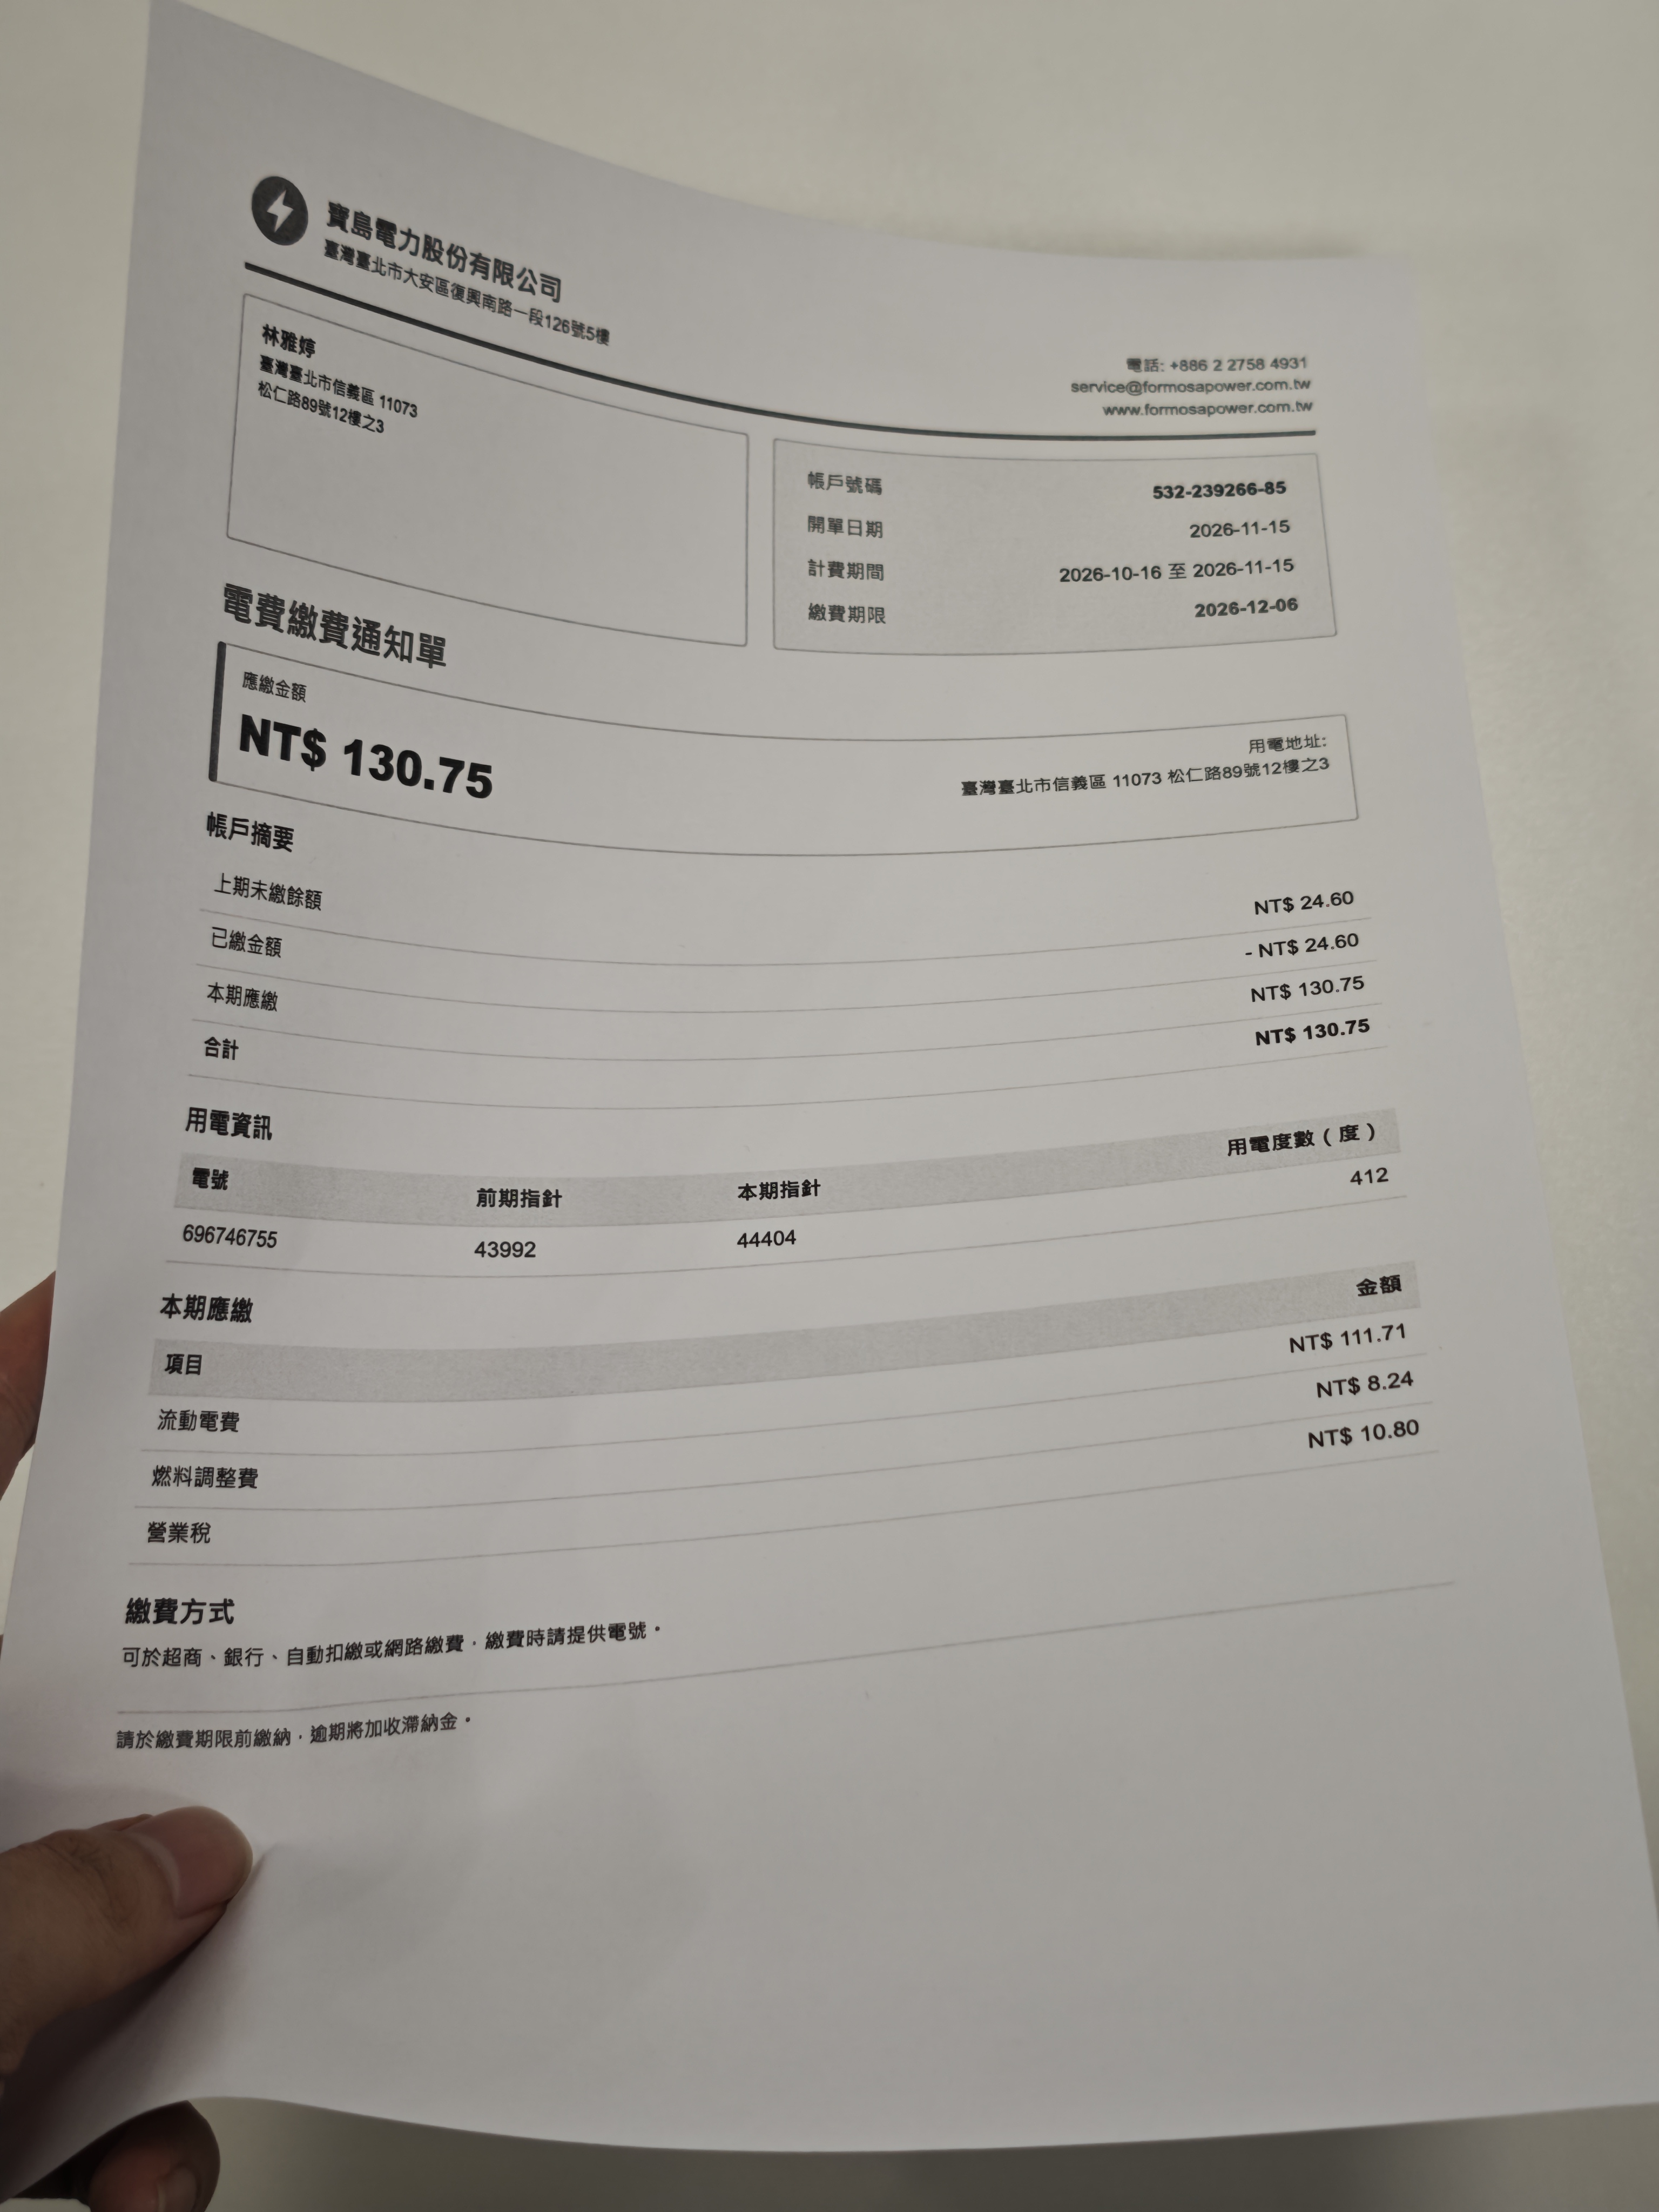 寶島電力股份有限公司
臺灣臺北市大安區復興南路一段126號5樓
電話: +886 2 2758 4931
service@formosapower.com.tw
www.formosapower.com.tw
林雅婷
臺灣臺北市信義區 11073
松仁路89號12樓之3
帳戶號碼 532-239266-85
開單日期 2026-11-15
計費期間 2026-10-16 至 2026-11-15
繳費期限 2026-12-06
電費繳費通知單
應繳金額
NT$ 130.75
用電地址:
臺灣臺北市信義區 11073 松仁路89號12樓之3
帳戶摘要
上期未繳餘額 NT$ 24.60
已繳金額 - NT$ 24.60
本期應繳 NT$ 130.75
合計 NT$ 130.75
用電資訊
電號 前期指針 本期指針 用電度數（度）
696746755 43992 44404 412
本期應繳
項目 金額
流動電費 NT$ 111.71
燃料調整費 NT$ 8.24
營業稅 NT$ 10.80
繳費方式
可於超商、銀行、自動扣繳或網路繳費，繳費時請提供電號。
請於繳費期限前繳納，逾期將加收滯納金。